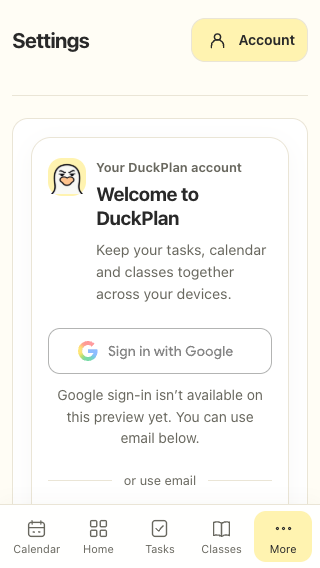 Settings
Account
Your DuckPlan account
Welcome to
DuckPlan
Keep your tasks, calendar
and classes together
across your devices.
Sign in with Google
Google sign-in isn’t available on
this preview yet. You can use
email below.
or use email
Calendar
Home
Tasks
Classes
More